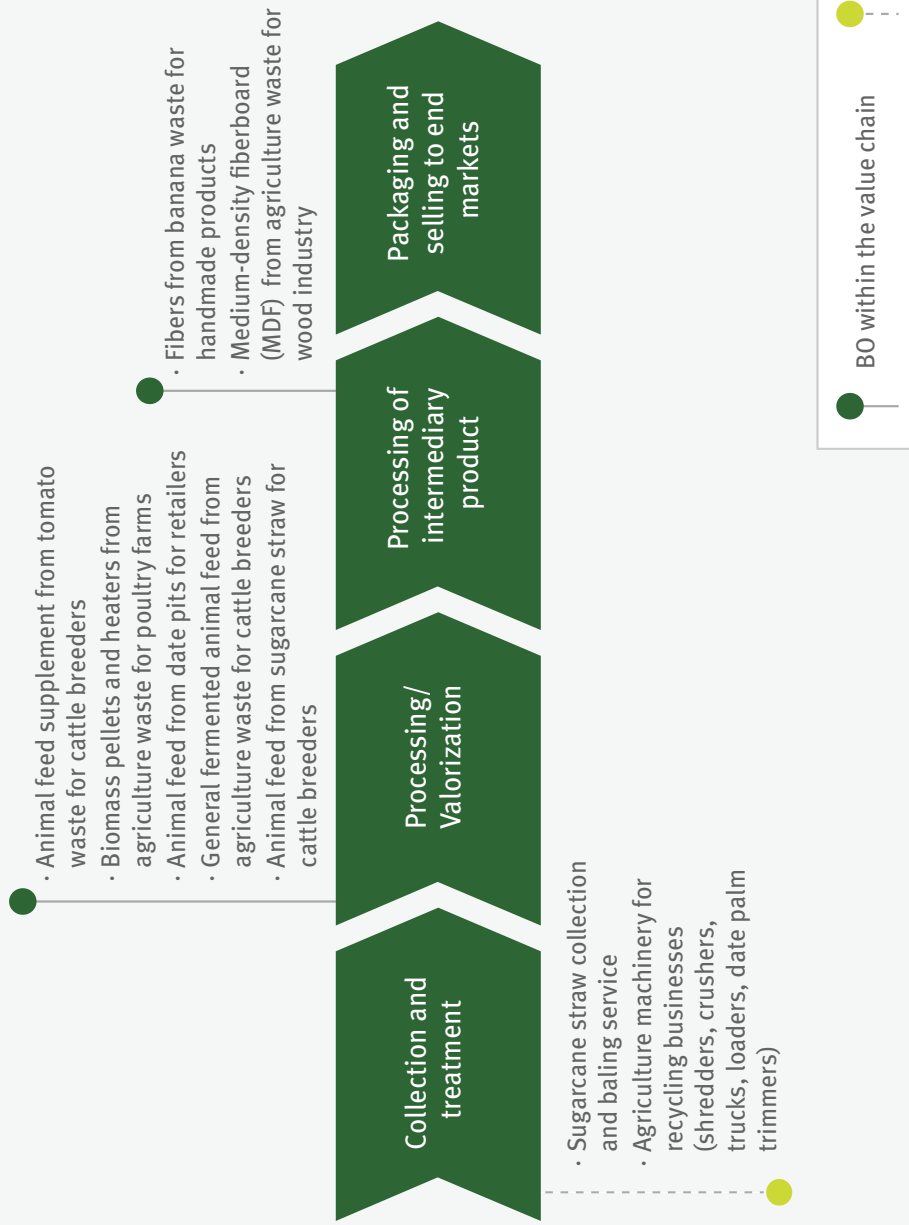 · Animal feed supplement from tomato
waste for cattle breeders
· Biomass pellets and heaters from
agriculture waste for poultry farms
· Animal feed from date pits for retailers
· General fermented animal feed from
agriculture waste for cattle breeders
· Animal feed from sugarcane straw for
cattle breeders
· Fibers from banana waste for
handmade products
· Medium-density fiberboard
(MDF) from agriculture waste for
wood industry
Collection and
treatment
Processing/
Valorization
Processing of
intermediary
product
Packaging and
selling to end
markets
· Sugarcane straw collection
and baling service
· Agriculture machinery for
recycling businesses
(shredders, crushers,
trucks, loaders, date palm
trimmers)
BO within the value chain